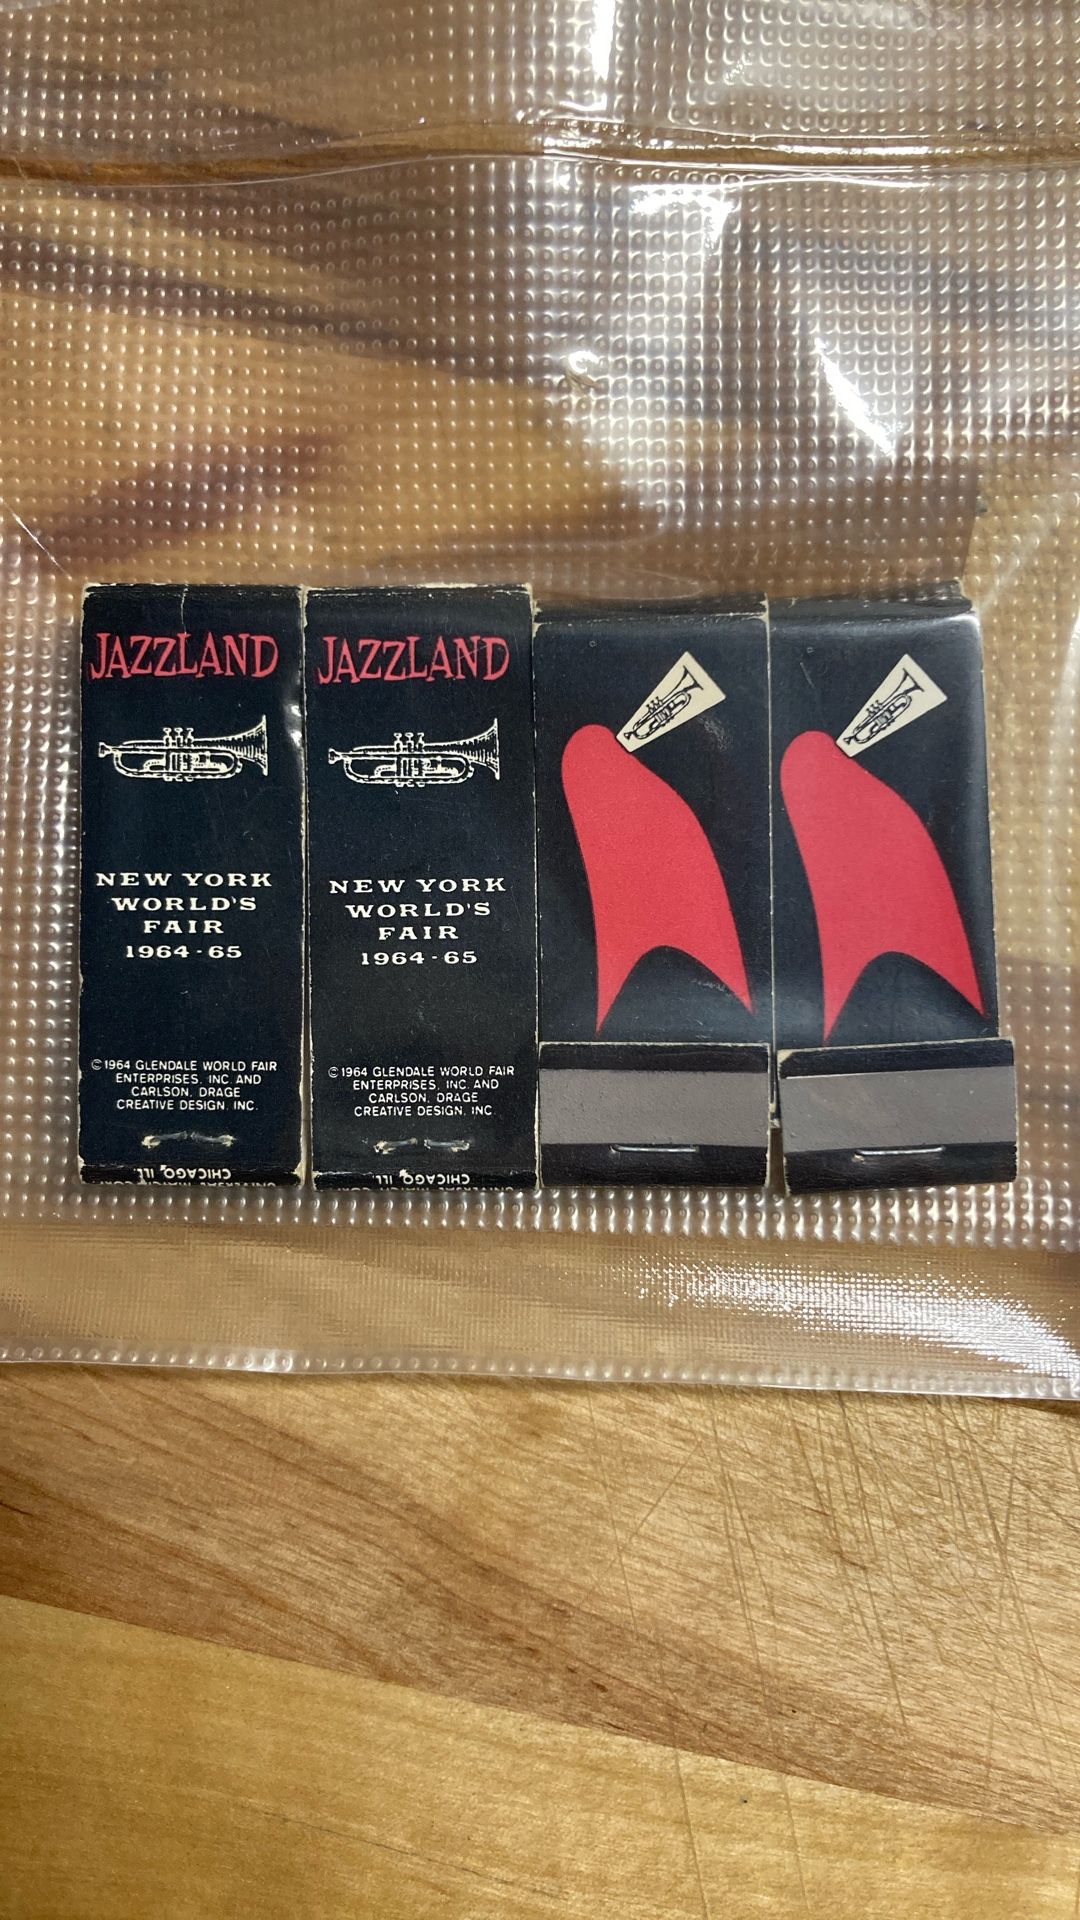 JAZZLAND
NEW YORK
WORLD'S
FAIR
1964-65
©1964 GLENDALE WORLD FAIR
ENTERPRISES, INC. AND
CARLSON, DRAGE
CREATIVE DESIGN, INC.
CHICAGO, ILL.
JAZZLAND
NEW YORK
WORLD'S
FAIR
1964-65
©1964 GLENDALE WORLD FAIR
ENTERPRISES, INC. AND
CARLSON, DRAGE
CREATIVE DESIGN, INC.
CHICAGO, ILL.